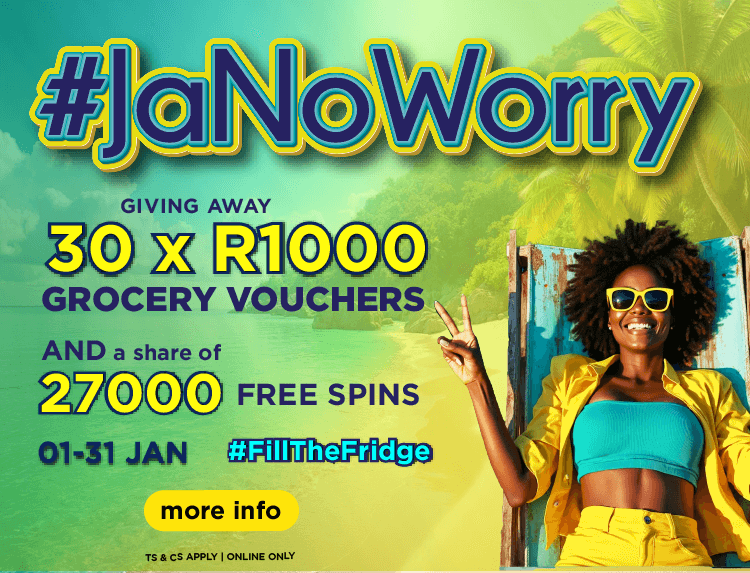 #JaNoWorry
GIVING AWAY
30 x R1000
GROCERY VOUCHERS
AND a share of
27000 FREE SPINS
01-31 JAN #FillTheFridge
more info
TS & CS APPLY | ONLINE ONLY